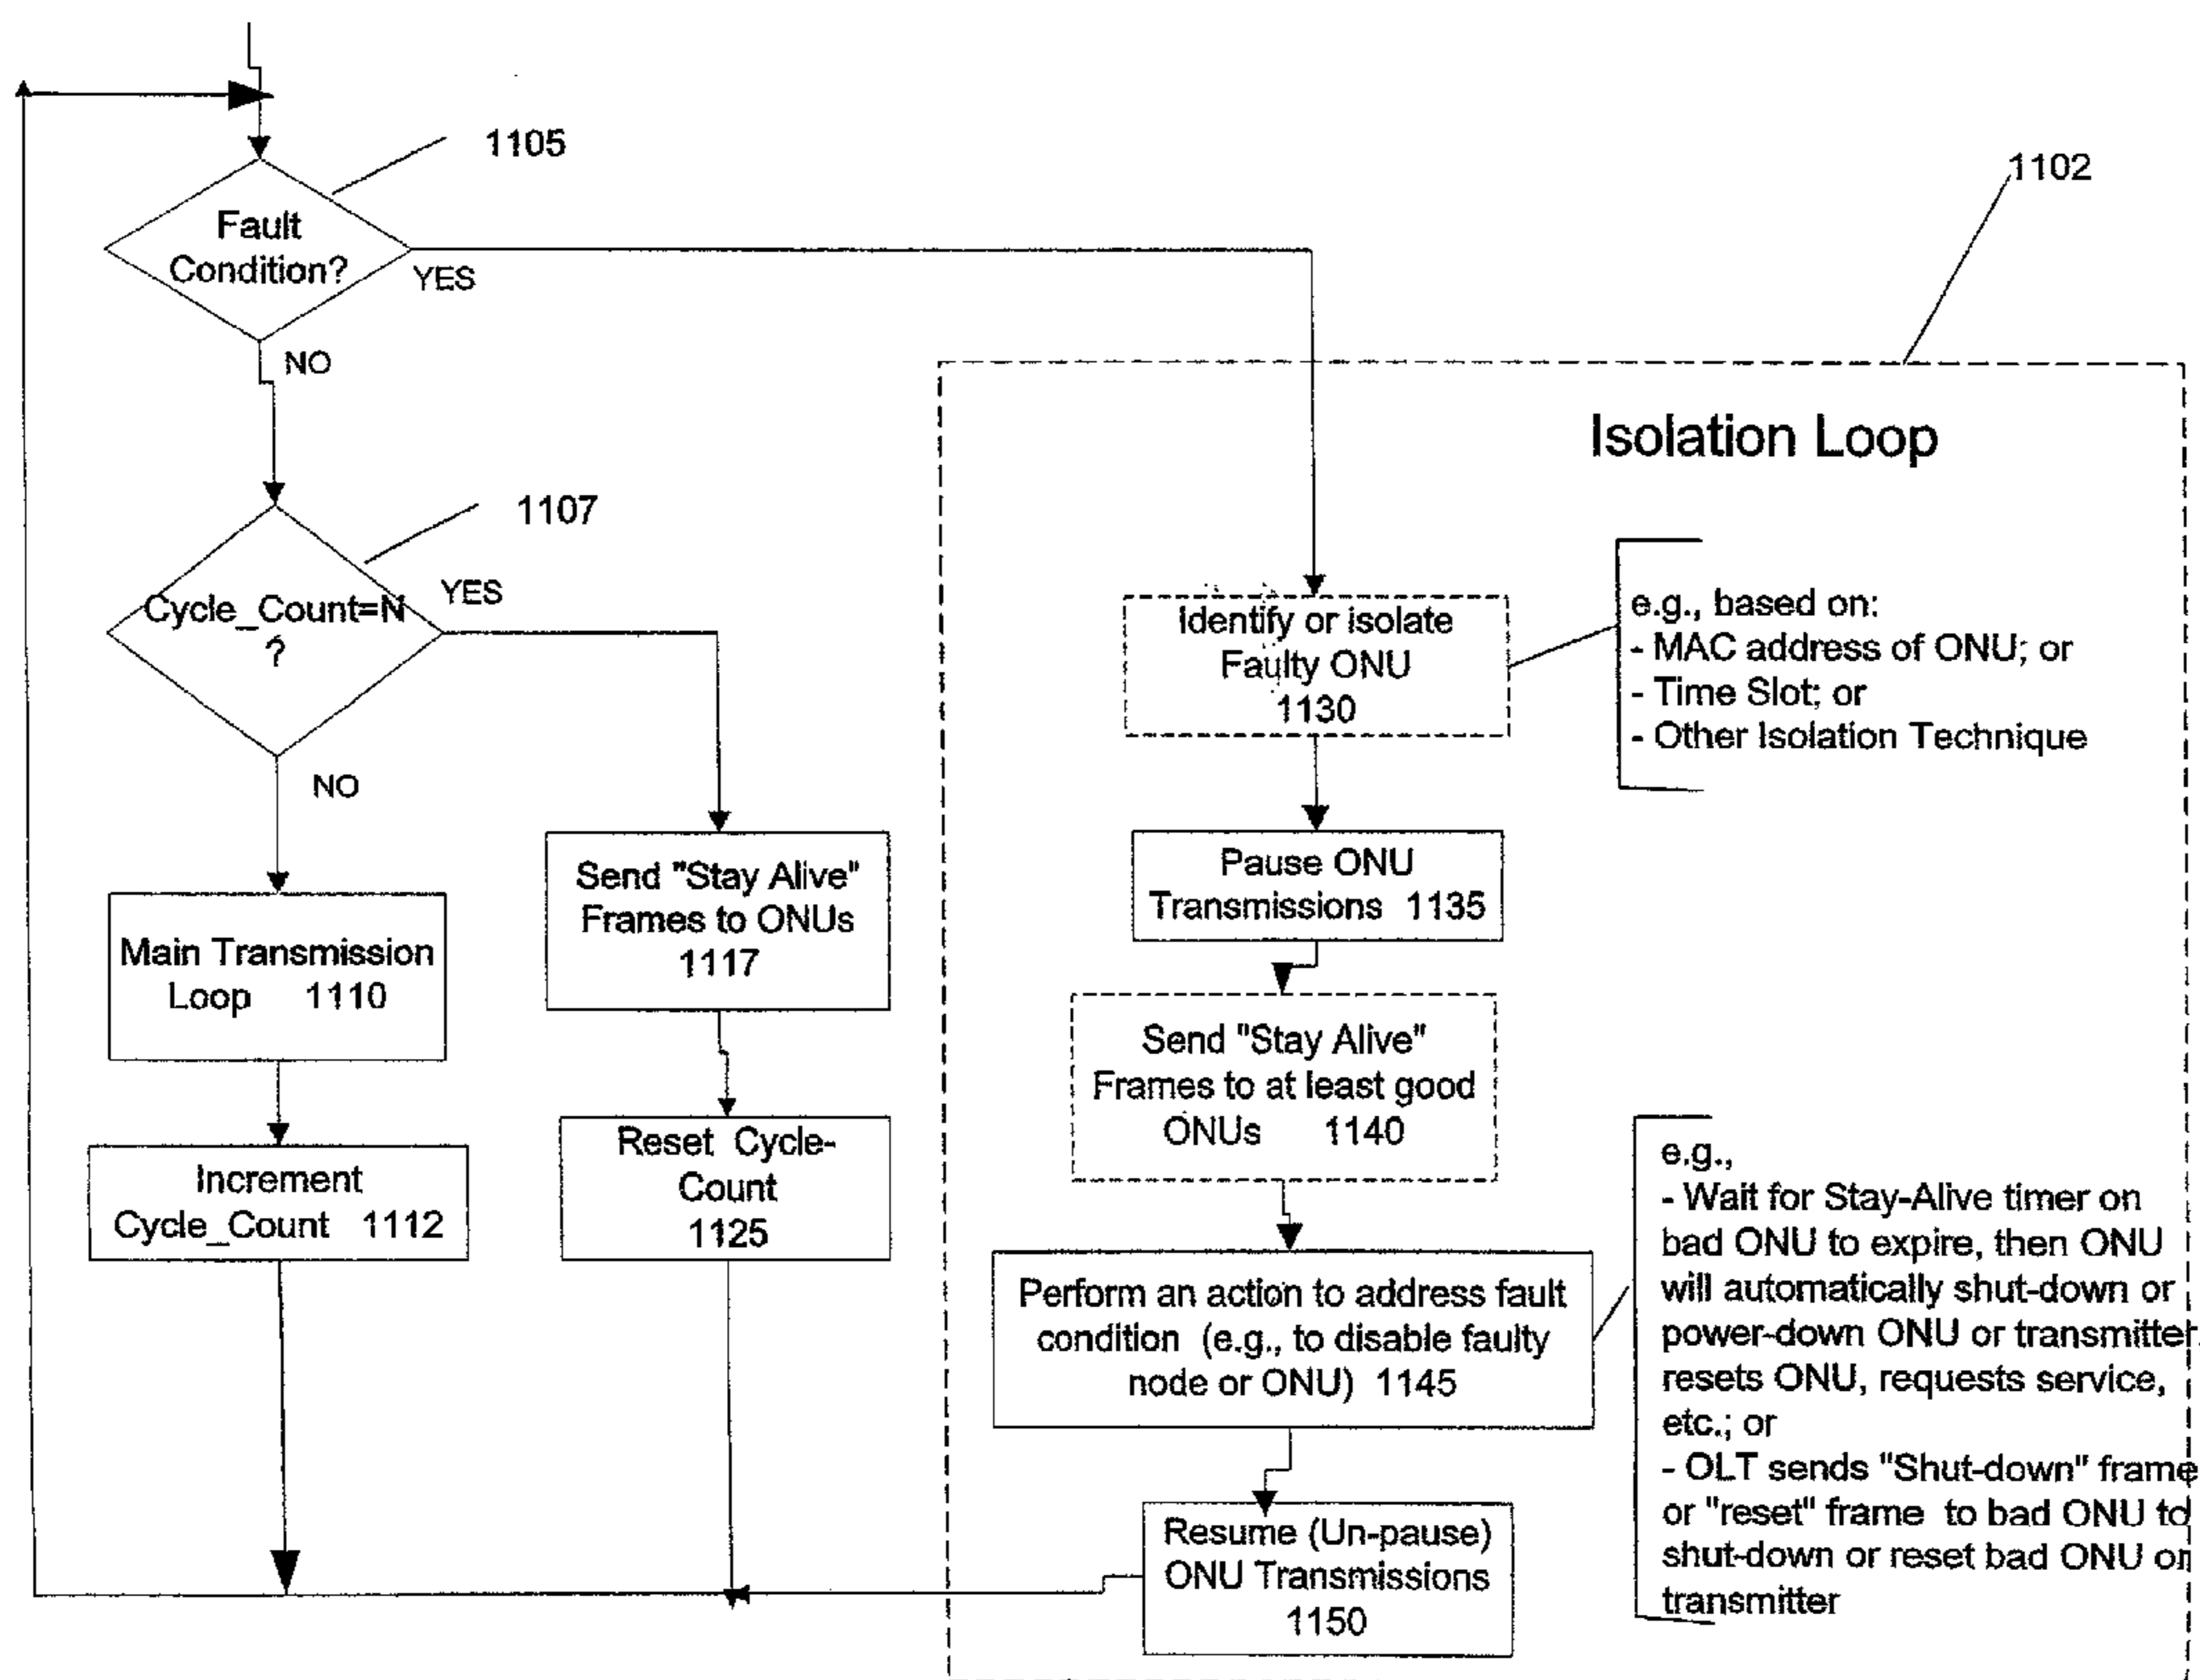 1105
Fault
Condition?
YES
NO
1102
Isolation Loop
1107
Cycle_Count=N
?
YES
NO
Identify or isolate
Faulty ONU
1130
e.g., based on:
- MAC address of ONU; or
- Time Slot; or
- Other Isolation Technique
Main Transmission
Loop 1110
Send "Stay Alive"
Frames to ONUs
1117
Pause ONU
Transmissions 1135
Send "Stay Alive"
Frames to at least good
ONUs 1140
Increment
Cycle_Count 1112
Reset Cycle-
Count
1125
Perform an action to address fault
condition (e.g., to disable faulty
node or ONU) 1145
e.g.,
- Wait for Stay-Alive timer on
bad ONU to expire, then ONU
will automatically shut-down or
power-down ONU or transmitter,
resets ONU, requests service,
etc.; or
- OLT sends "Shut-down" frame
or "reset" frame to bad ONU to
shut-down or reset bad ONU or
transmitter
Resume (Un-pause)
ONU Transmissions
1150